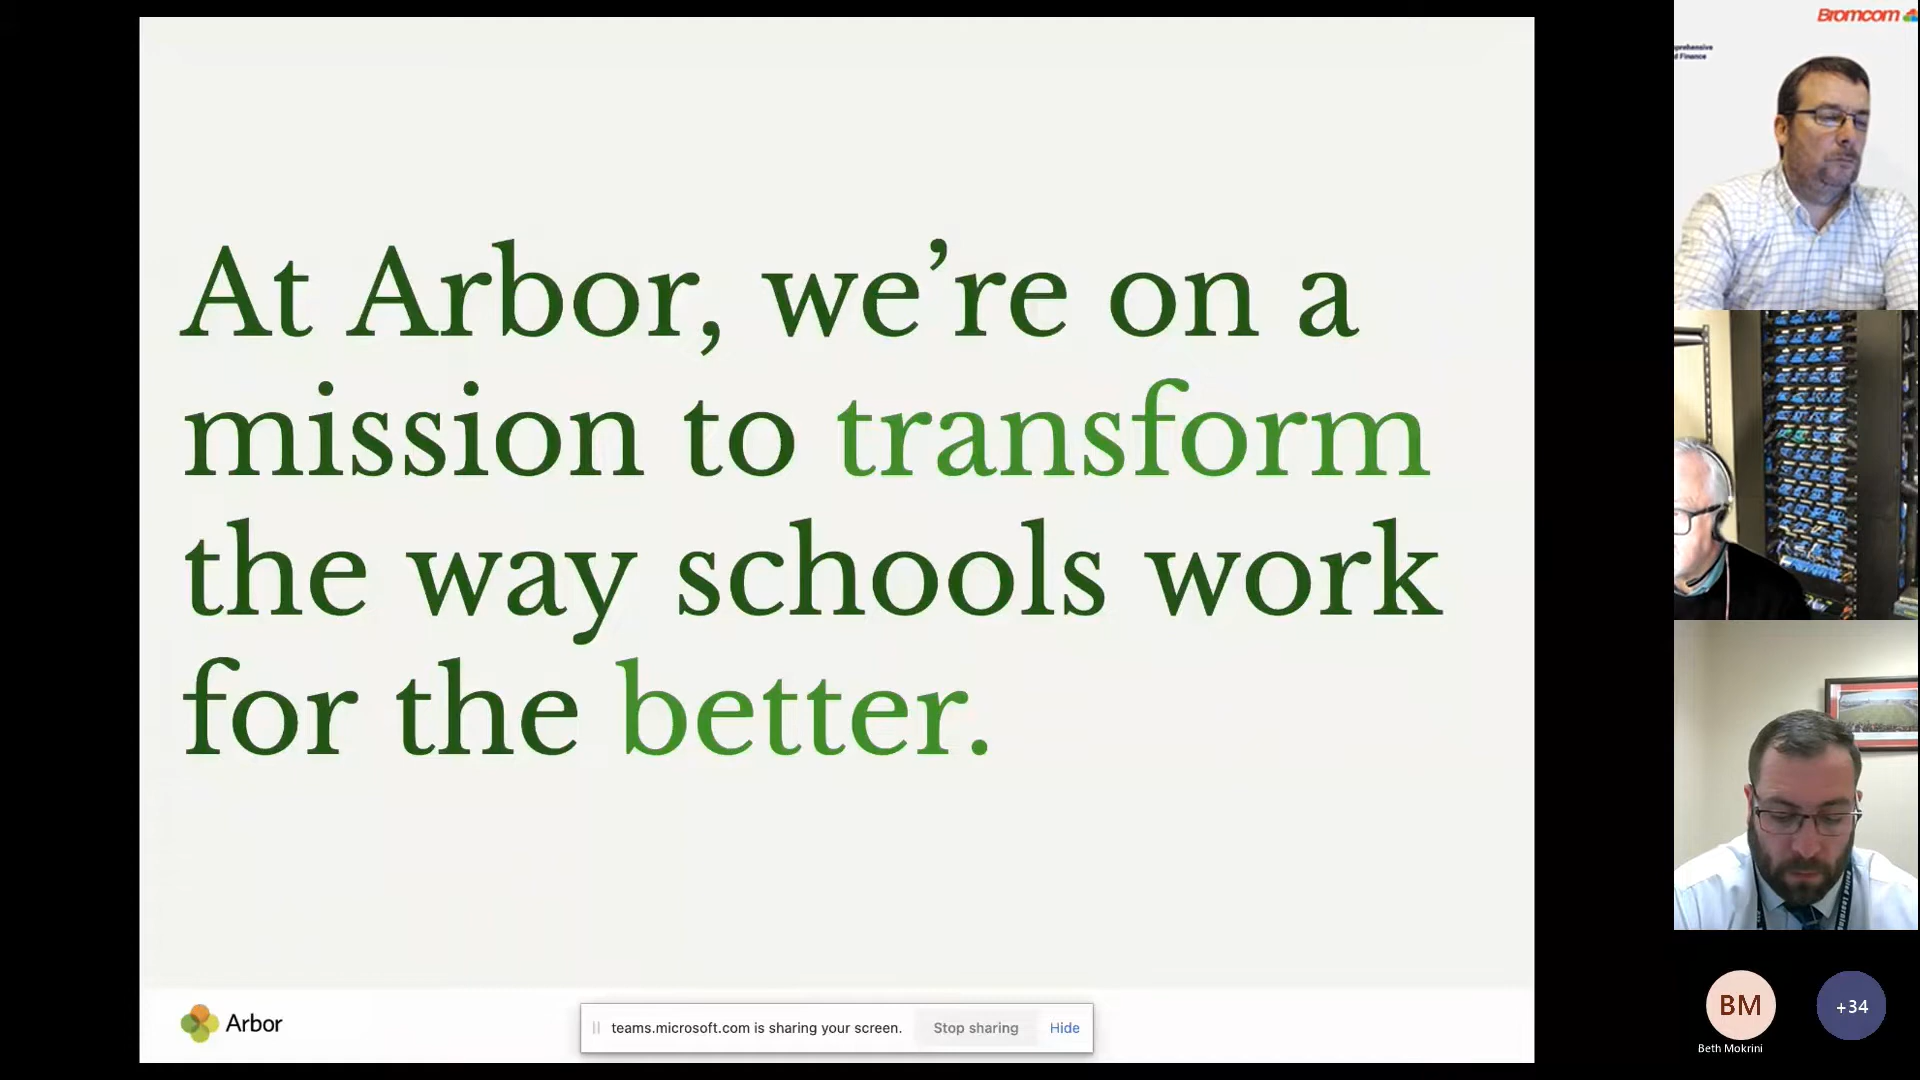 At Arbor, we’re on a
mission to transform
the way schools work
for the better.
Arbor
teams.microsoft.com is sharing your screen.
Stop sharing
Hide
Bromcom
d Finance
BM
Beth Mokrini
+34